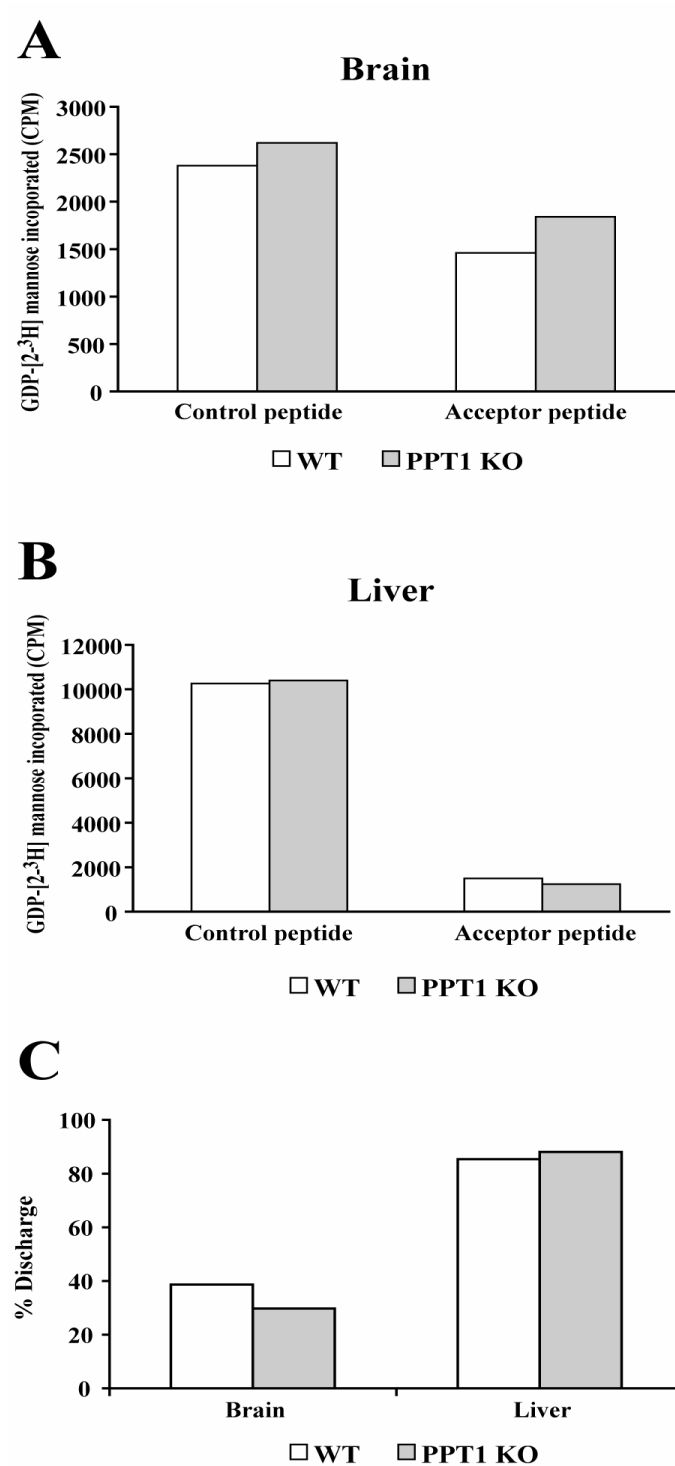 A
Brain
GDP-[2-³H] mannose incoporated (CPM)
3000
2500
2000
1500
1000
500
0
Control peptide Acceptor peptide
WT PPT1 KO
B
Liver
GDP-[2-³H] mannose incoporated (CPM)
12000
10000
8000
6000
4000
2000
0
Control peptide Acceptor peptide
WT PPT1 KO
C
% Discharge
100
80
60
40
20
0
Brain Liver
WT PPT1 KO